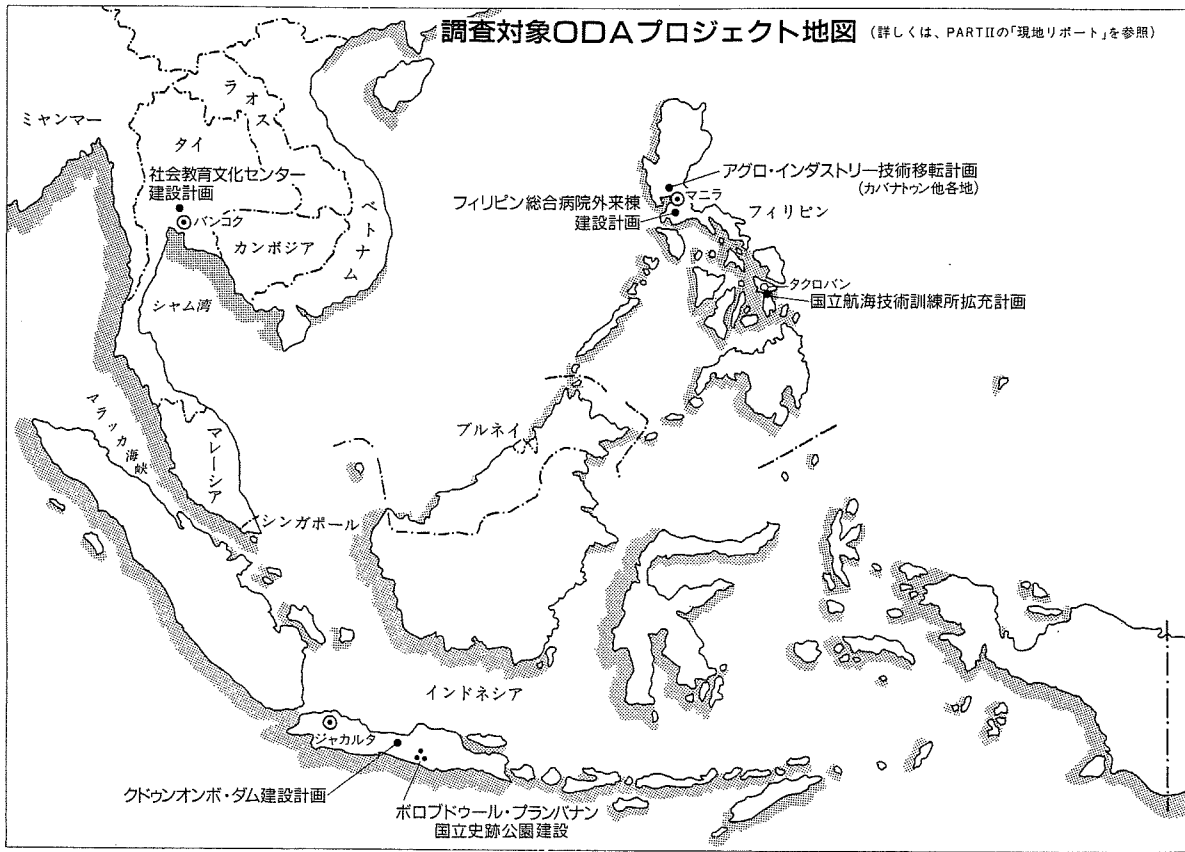 調査対象ODAプロジェクト地図 (詳しくは、PARTIIの「現地リポート」を参照)
ミャンマー
ラオス
タイ
社会教育文化センター
建設計画
バンコク
カンボジア
ベトナム
シャム湾
アグロ・インダストリー技術移転計画
(カバナトゥン他各地)
マニラ
フィリピン総合病院外来棟
建設計画
フィリピン
タクロバン
国立航海技術訓練所拡充計画
マラッカ海峡
マレーシア
ブルネイ
シンガポール
インドネシア
ジャカルタ
クドゥンオンボ・ダム建設計画
ボロブドゥール・プランバナン
国立史跡公園建設